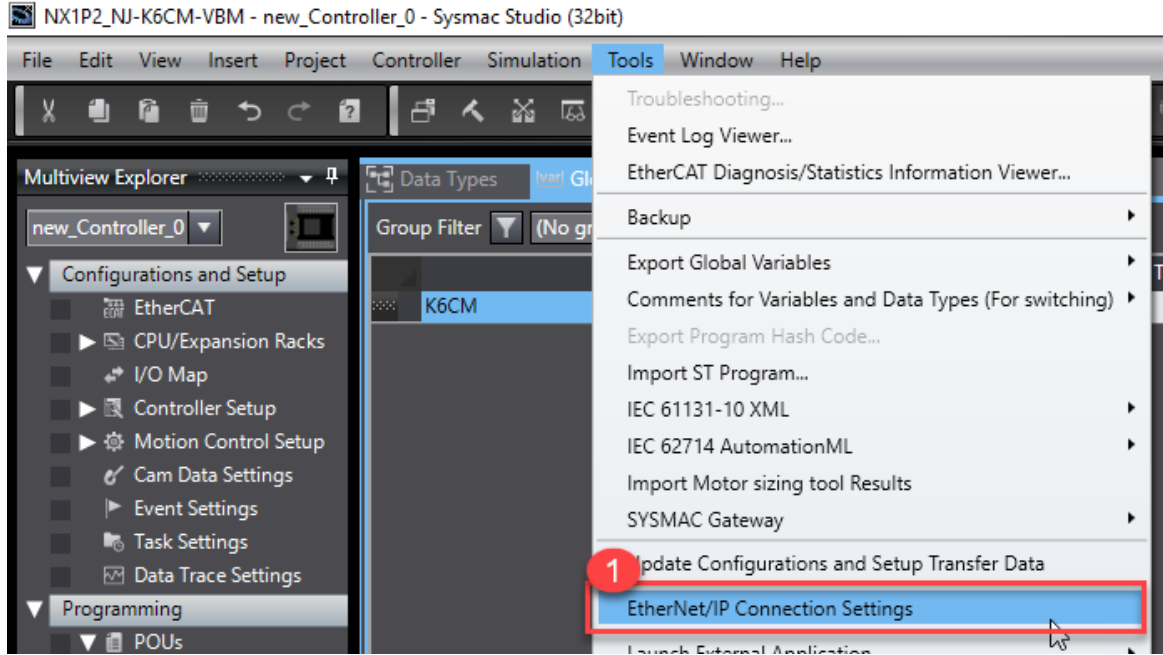 NX1P2_NJ-K6CM-VBM - new_Controller_0 - Sysmac Studio (32bit)
File Edit View Insert Project Controller Simulation Tools Window Help
Multiview Explorer
new_Controller_0
Configurations and Setup
EtherCAT
CPU/Expansion Racks
I/O Map
Controller Setup
Motion Control Setup
Cam Data Settings
Event Settings
Task Settings
Data Trace Settings
Programming
POUs
Data Types
Group Filter (No
K6CM
Troubleshooting...
Event Log Viewer...
EtherCAT Diagnosis/Statistics Information Viewer...
Backup
Export Global Variables
Comments for Variables and Data Types (For switching)
Export Program Hash Code...
Import ST Program...
IEC 61131-10 XML
IEC 62714 AutomationML
Import Motor sizing tool Results
SYSMAC Gateway
1
Update Configurations and Setup Transfer Data
EtherNet/IP Connection Settings
Launch External Application